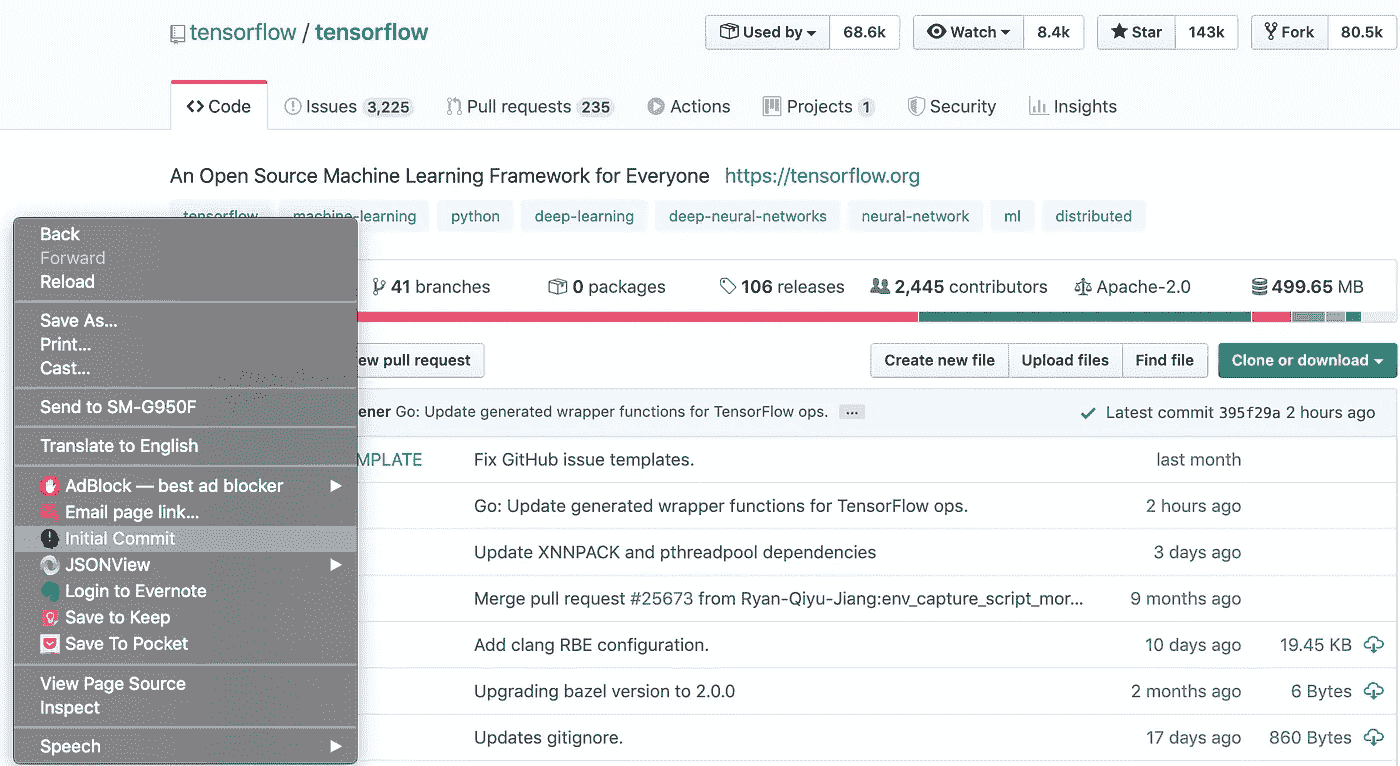 tensorflow / tensorflow
Used by 68.6k Watch 8.4k Star 143k Fork 80.5k
Code Issues 3,225 Pull requests 235 Actions Projects 1 Security Insights
An Open Source Machine Learning Framework for Everyone https://tensorflow.org
tensorflow machine-learning python deep-learning deep-neural-networks neural-network ml distributed
Back
Forward
Reload
Save As...
Print...
Cast...
Send to SM-G950F
Translate to English
AdBlock — best ad blocker
Email page link...
Initial Commit
JSONView
Login to Evernote
Save to Keep
Save To Pocket
View Page Source
Inspect
Speech
41 branches 0 packages 106 releases 2,445 contributors Apache-2.0 499.65 MB
pull request Create new file Upload files Find file Clone or download
Go: Update generated wrapper functions for TensorFlow ops. ... Latest commit 395f29a 2 hours ago
MPLATE Fix GitHub issue templates. last month
Go: Update generated wrapper functions for TensorFlow ops. 2 hours ago
Update XNNPACK and pthreadpool dependencies 3 days ago
Merge pull request #25673 from Ryan-Qiyu-Jiang:env_capture_script_mor... 9 months ago
Add clang RBE configuration. 10 days ago 19.45 KB
Upgrading bazel version to 2.0.0 2 months ago 6 Bytes
Updates gitignore. 17 days ago 860 Bytes